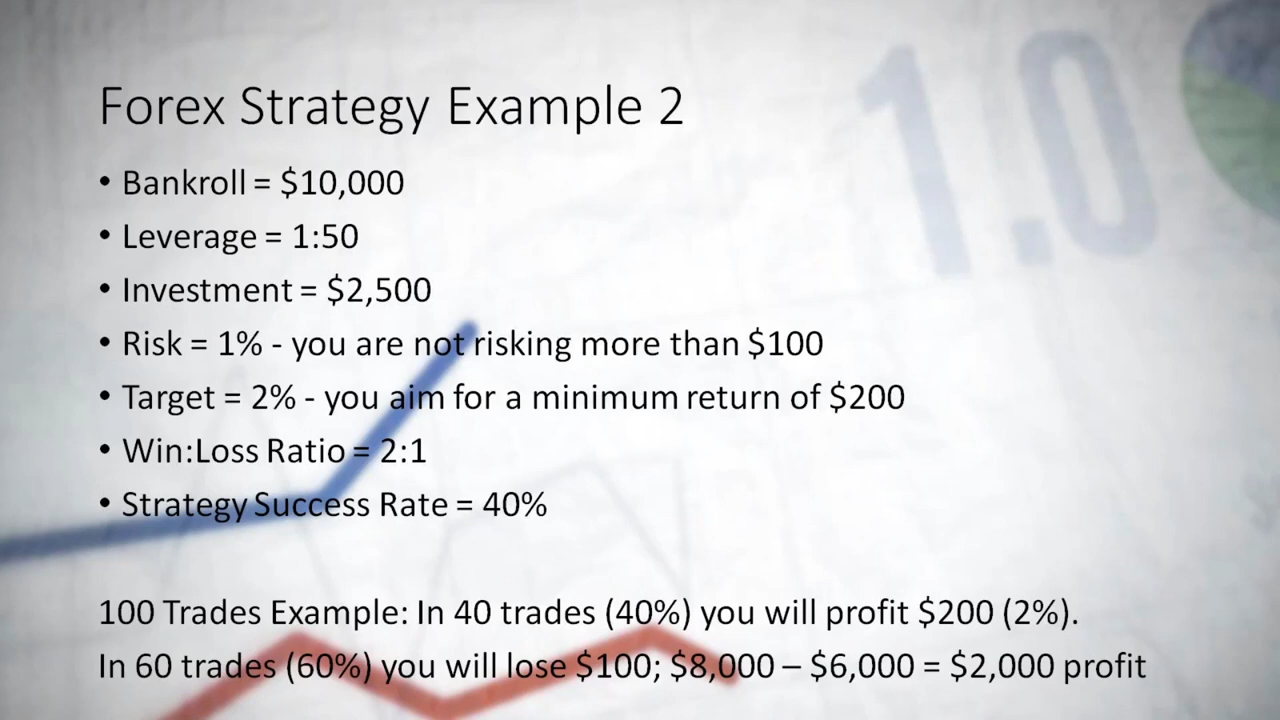 1.0
Forex Strategy Example 2
• Bankroll = $10,000
• Leverage = 1:50
• Investment = $2,500
• Risk = 1% - you are not risking more than $100
• Target = 2% - you aim for a minimum return of $200
• Win:Loss Ratio = 2:1
• Strategy Success Rate = 40%
100 Trades Example: In 40 trades (40%) you will profit $200 (2%).
In 60 trades (60%) you will lose $100; $8,000 – $6,000 = $2,000 profit